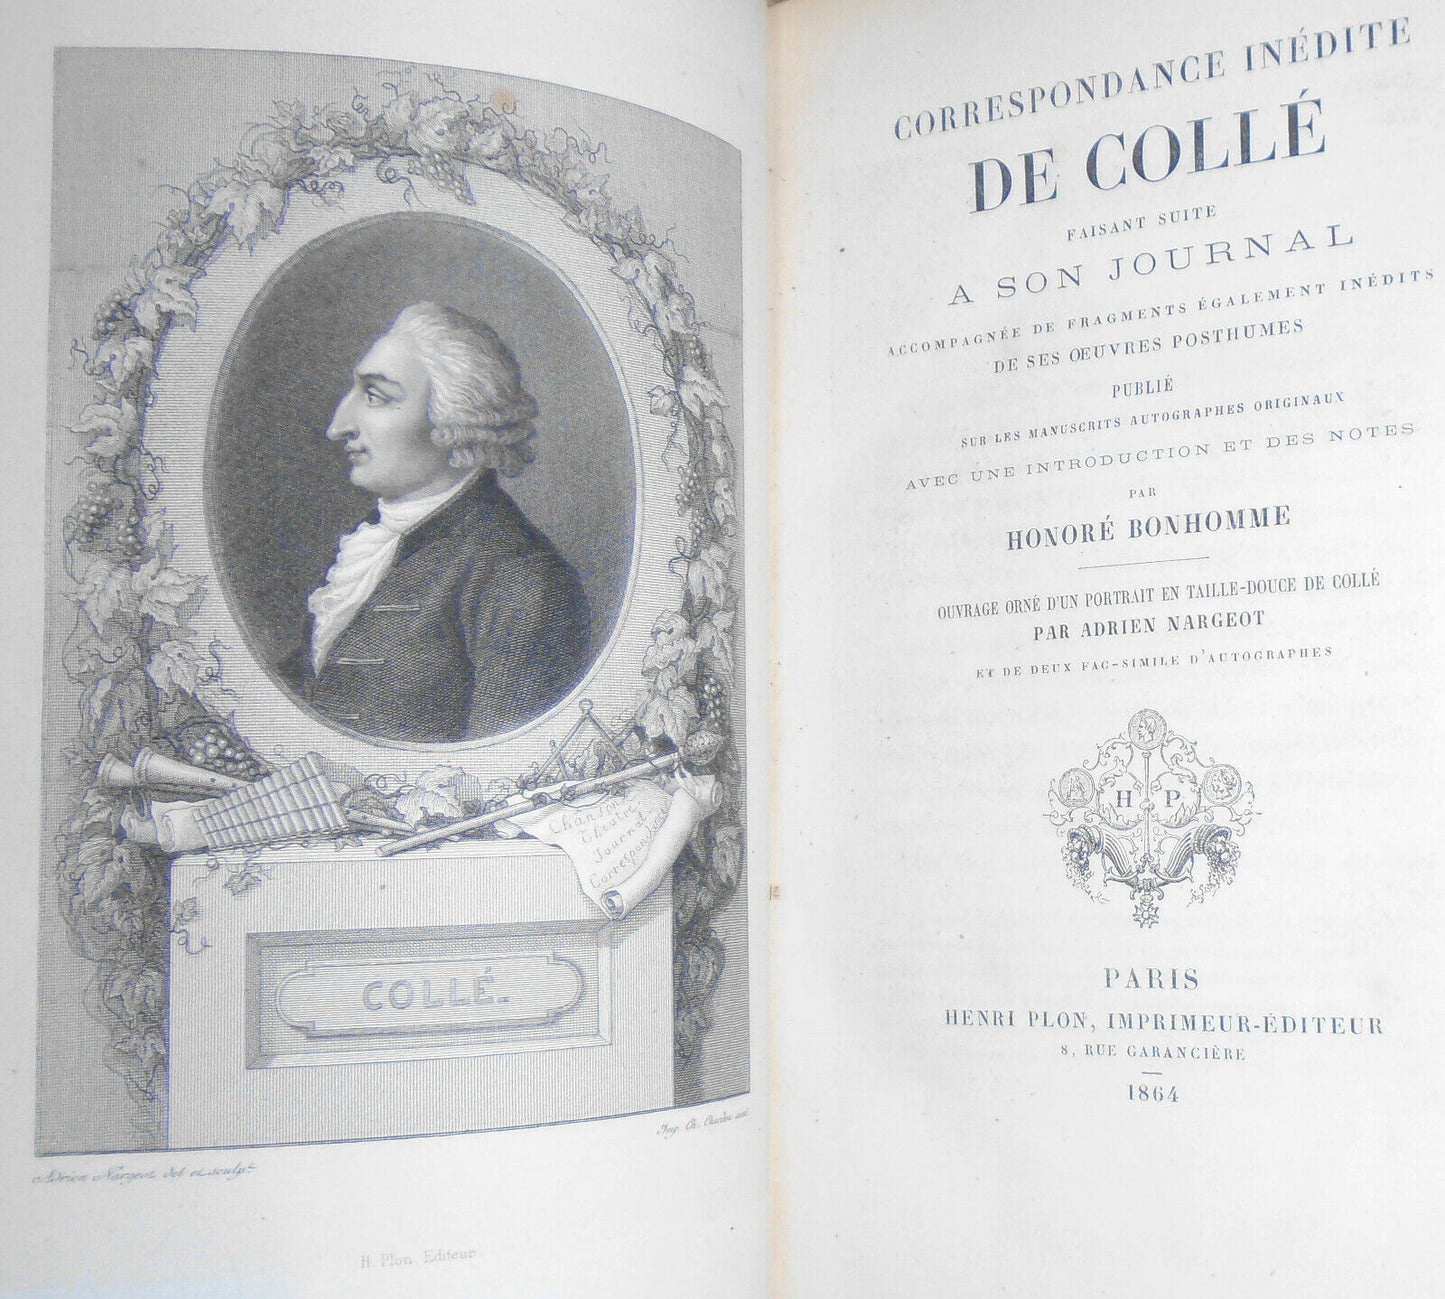 Chanson
Théâtre
Journal
Correspondance
COLLÉ.
Adrien Nargeot del et sculpt.
Imp. Ch. Chardon
H Plon Editeur
CORRESPONDANCE INÉDITE
DE COLLÉ
FAISANT SUITE
A SON JOURNAL
ACCOMPAGNÉE DE FRAGMENTS ÉGALEMENT INÉDITS
DE SES ŒUVRES POSTHUMES
PUBLIÉ
SUR LES MANUSCRITS AUTOGRAPHES ORIGINAUX
AVEC UNE INTRODUCTION ET DES NOTES
PAR
HONORÉ BONHOMME
OUVRAGE ORNÉ D'UN PORTRAIT EN TAILLE-DOUCE DE COLLÉ
PAR ADRIEN NARGEOT
ET DE DEUX FAC-SIMILE D'AUTOGRAPHES
H P
PARIS
HENRI PLON, IMPRIMEUR-ÉDITEUR
8, RUE GARANCIÈRE
1864